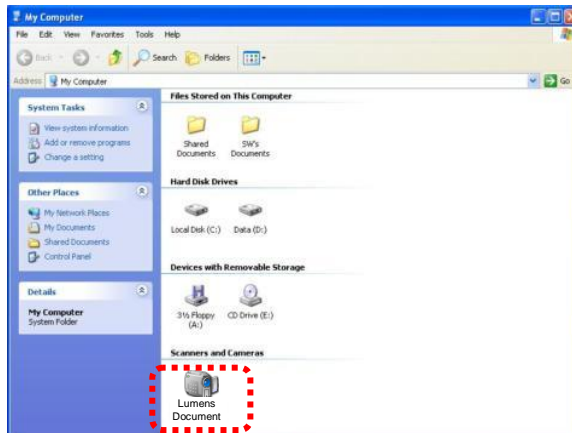 My Computer
File Edit View Favorites Tools Help
Back Search Folders
Address My Computer Go
System Tasks
View system information
Add or remove programs
Change a setting
Other Places
My Network Places
My Documents
Shared Documents
Control Panel
Details
My Computer
System Folder
Files Stored on This Computer
Shared Documents
SW's Documents
Hard Disk Drives
Local Disk (C:) Data (D:)
Devices with Removable Storage
3½ Floppy (A:)
CD Drive (E:)
Scanners and Cameras
Lumens
Document